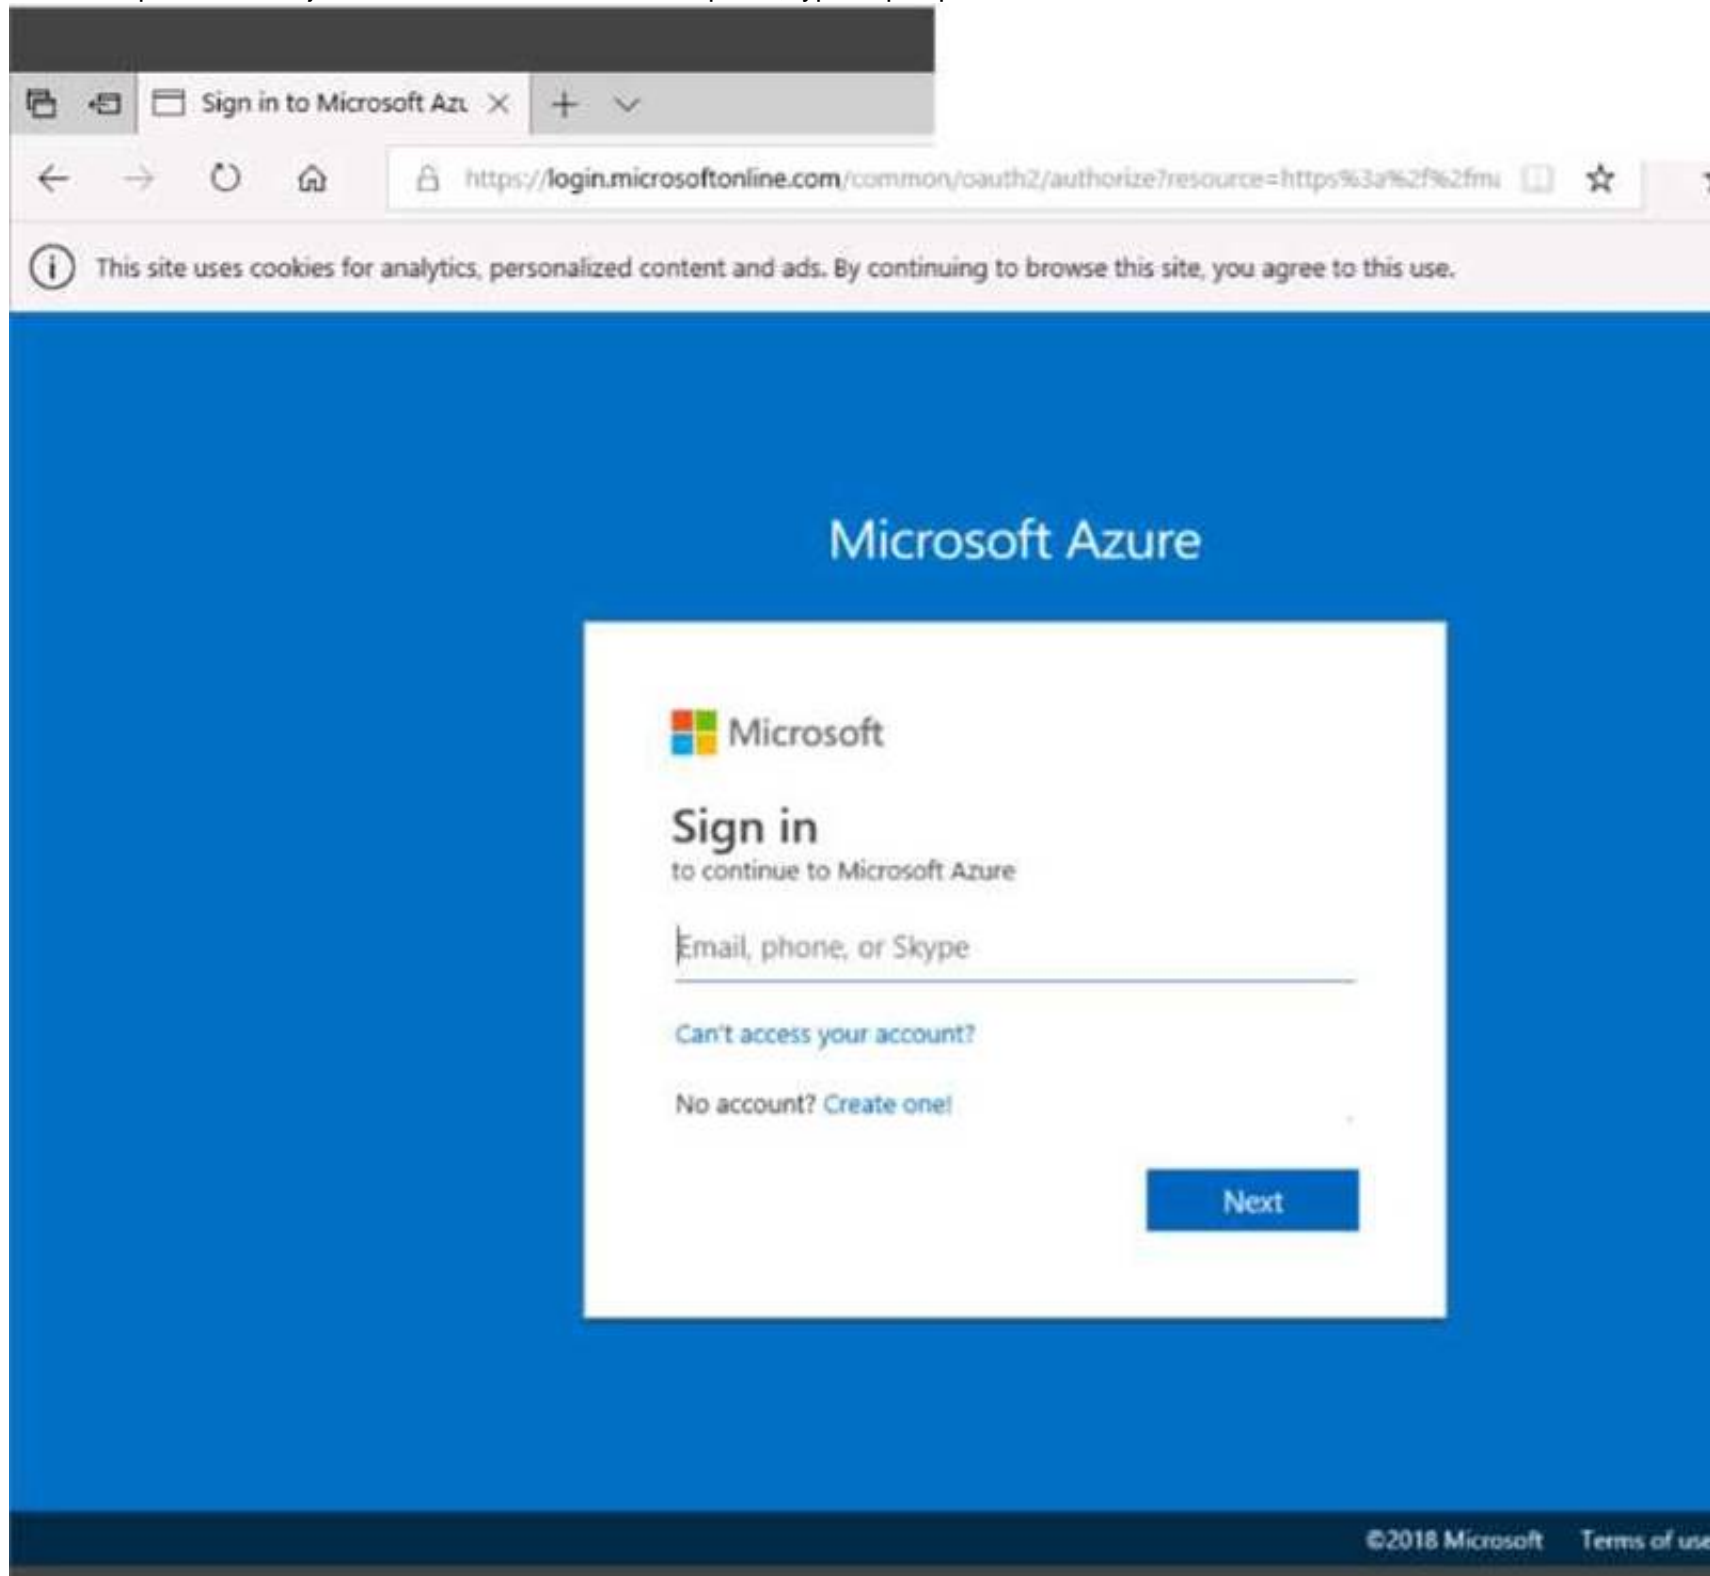 Sign in to Microsoft Azu
https://login.microsoftonline.com/common/oauth2/authorize?resource=https%3a%2f%2fma
This site uses cookies for analytics, personalized content and ads. By continuing to browse this site, you agree to this use.
Microsoft Azure
Microsoft
Sign in
to continue to Microsoft Azure
Email, phone, or Skype
Can't access your account?
No account? Create one!
Next
©2018 Microsoft Terms of use